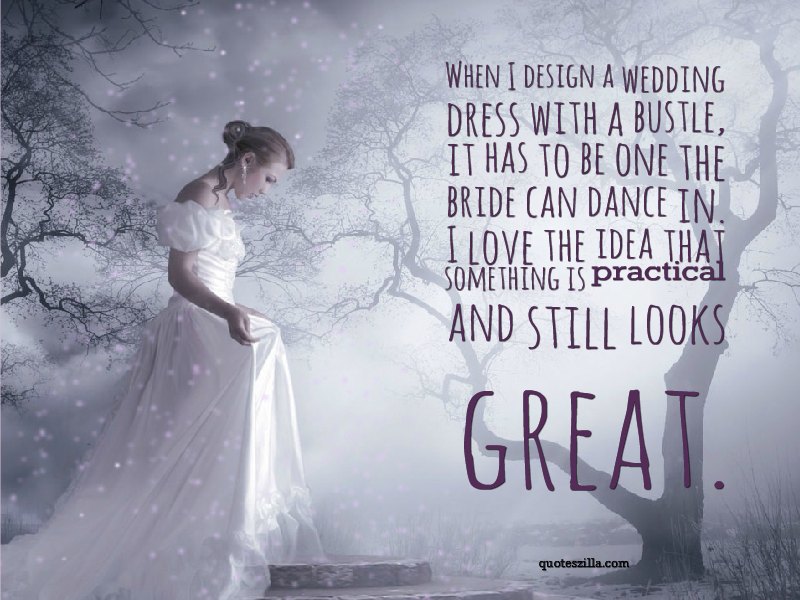 When I design a wedding
dress with a bustle,
it has to be one the
bride can dance in.
I love the idea that
something is practical
and still looks
GREAT.
quoteszilla.com